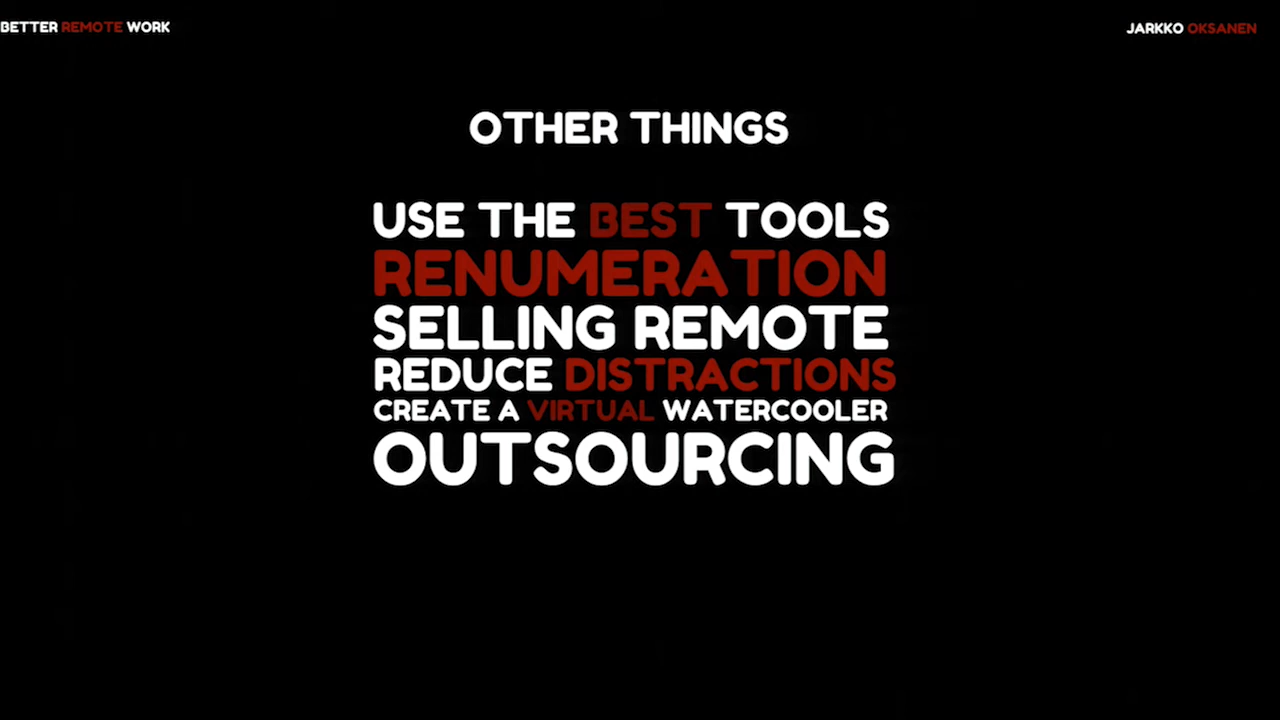 BETTER REMOTE WORK
JARKKO OKSANEN
OTHER THINGS
USE THE BEST TOOLS
RENUMERATION
SELLING REMOTE
REDUCE DISTRACTIONS
CREATE A VIRTUAL WATERCOOLER
OUTSOURCING